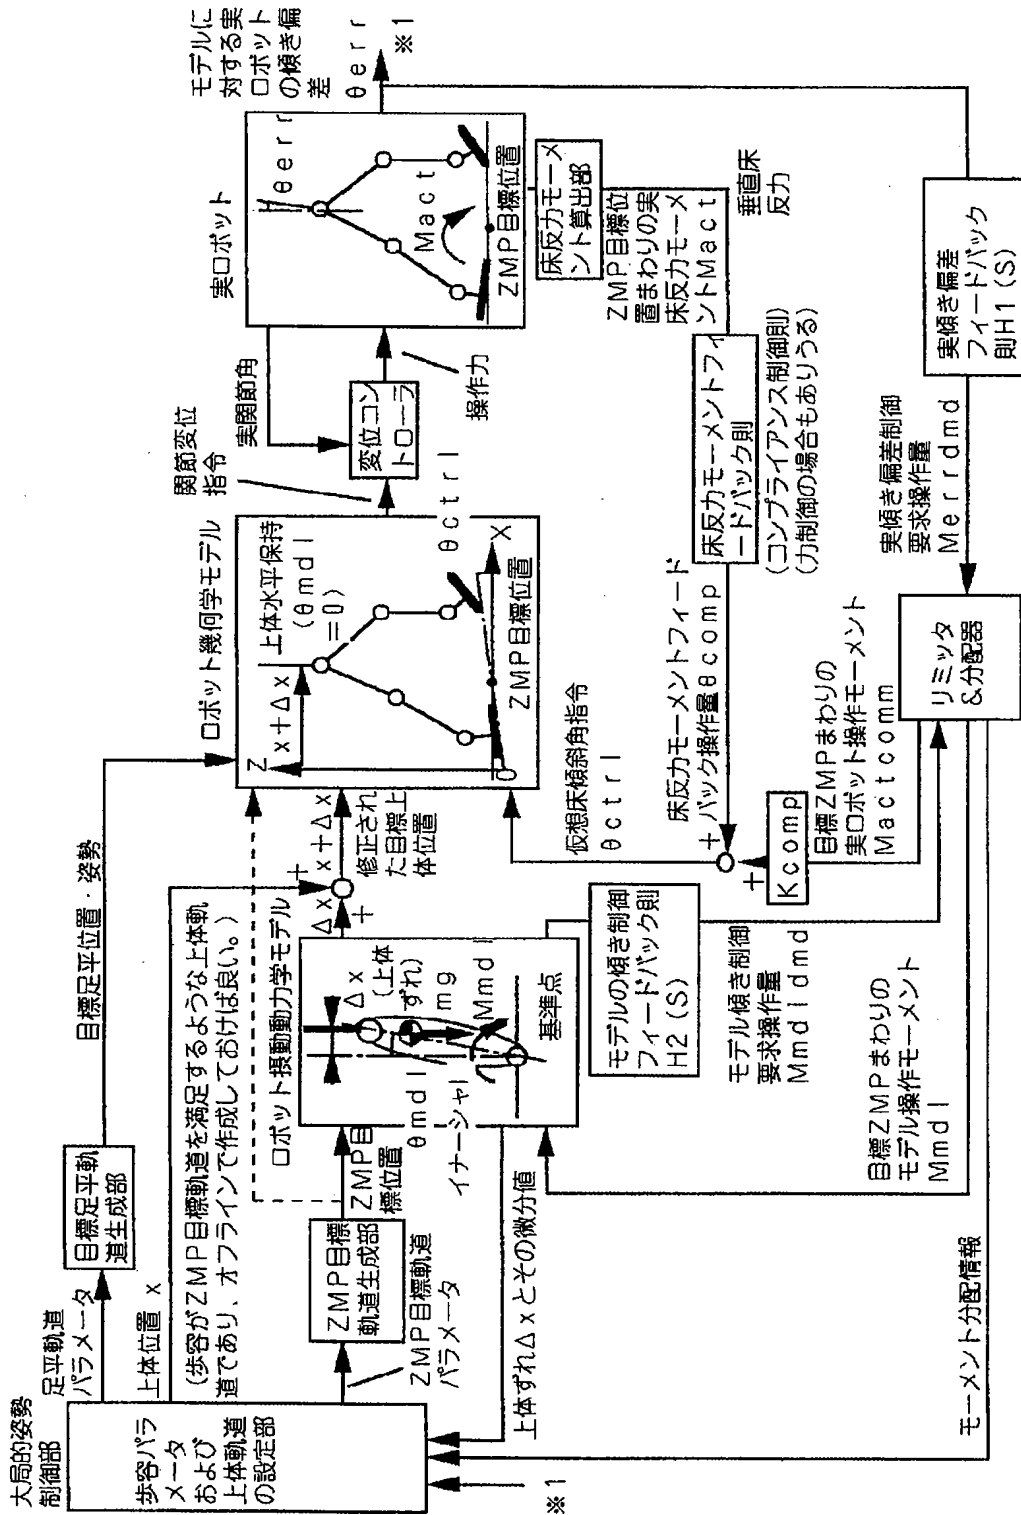 大局的姿勢
制御部
歩容パラ
メータ
および
上体軌道
の設定部
※1
足平軌道
パラメータ
目標足平軌
道生成部
目標足平位置・姿勢
上体位置 x
(歩容がZMP目標軌道を満足するような上体軌
道であり、オフラインで作成しておけば良い。)
ZMP目標
軌道生成部
ZMP目標軌道
パラメータ
ZMP目
標位置
ロボット摂動動力学モデル
Δx
(上体
ずれ)
θmdl
mg
Mmdl
イナーシャI
基準点
上体ずれΔxとその微分値
Δx
+
+
x+Δx
修正され
た目標上
体位置
ロボット幾何学モデル
Z
x+Δx
上体水平保持
(θmdl
=0)
X
0
ZMP目標位置
θctrl
関節変位
指令
変位コン
トローラ
実関節角
操作力
実ロボット
θerr
Mact
ZMP目標位置
モデルに
対する実
ロボット
の傾き偏
差
θerr
※1
床反力モーメ
ント算出部
ZMP目標位
置まわりの実
床反力モーメ
ントMact
垂直床
反力
床反力モーメントフィ
ードバック則
(コンプライアンス制御則)
(力制御の場合もありうる)
床反力モーメントフィード
バック操作量θcomp
+
+
仮想床傾斜角指令
θctrl
Kcomp
目標ZMPまわりの
実ロボット操作モーメント
Mactcomm
モデルの傾き制御
フィードバック則
H2(S)
モデル傾き制御
要求操作量
Mmdldmd
目標ZMPまわりの
モデル操作モーメント
Mmdl
リミッタ
&分配器
実傾き偏差制御
要求操作量
Merrdmd
実傾き偏差
フィードバック
則H1(S)
モーメント分配情報